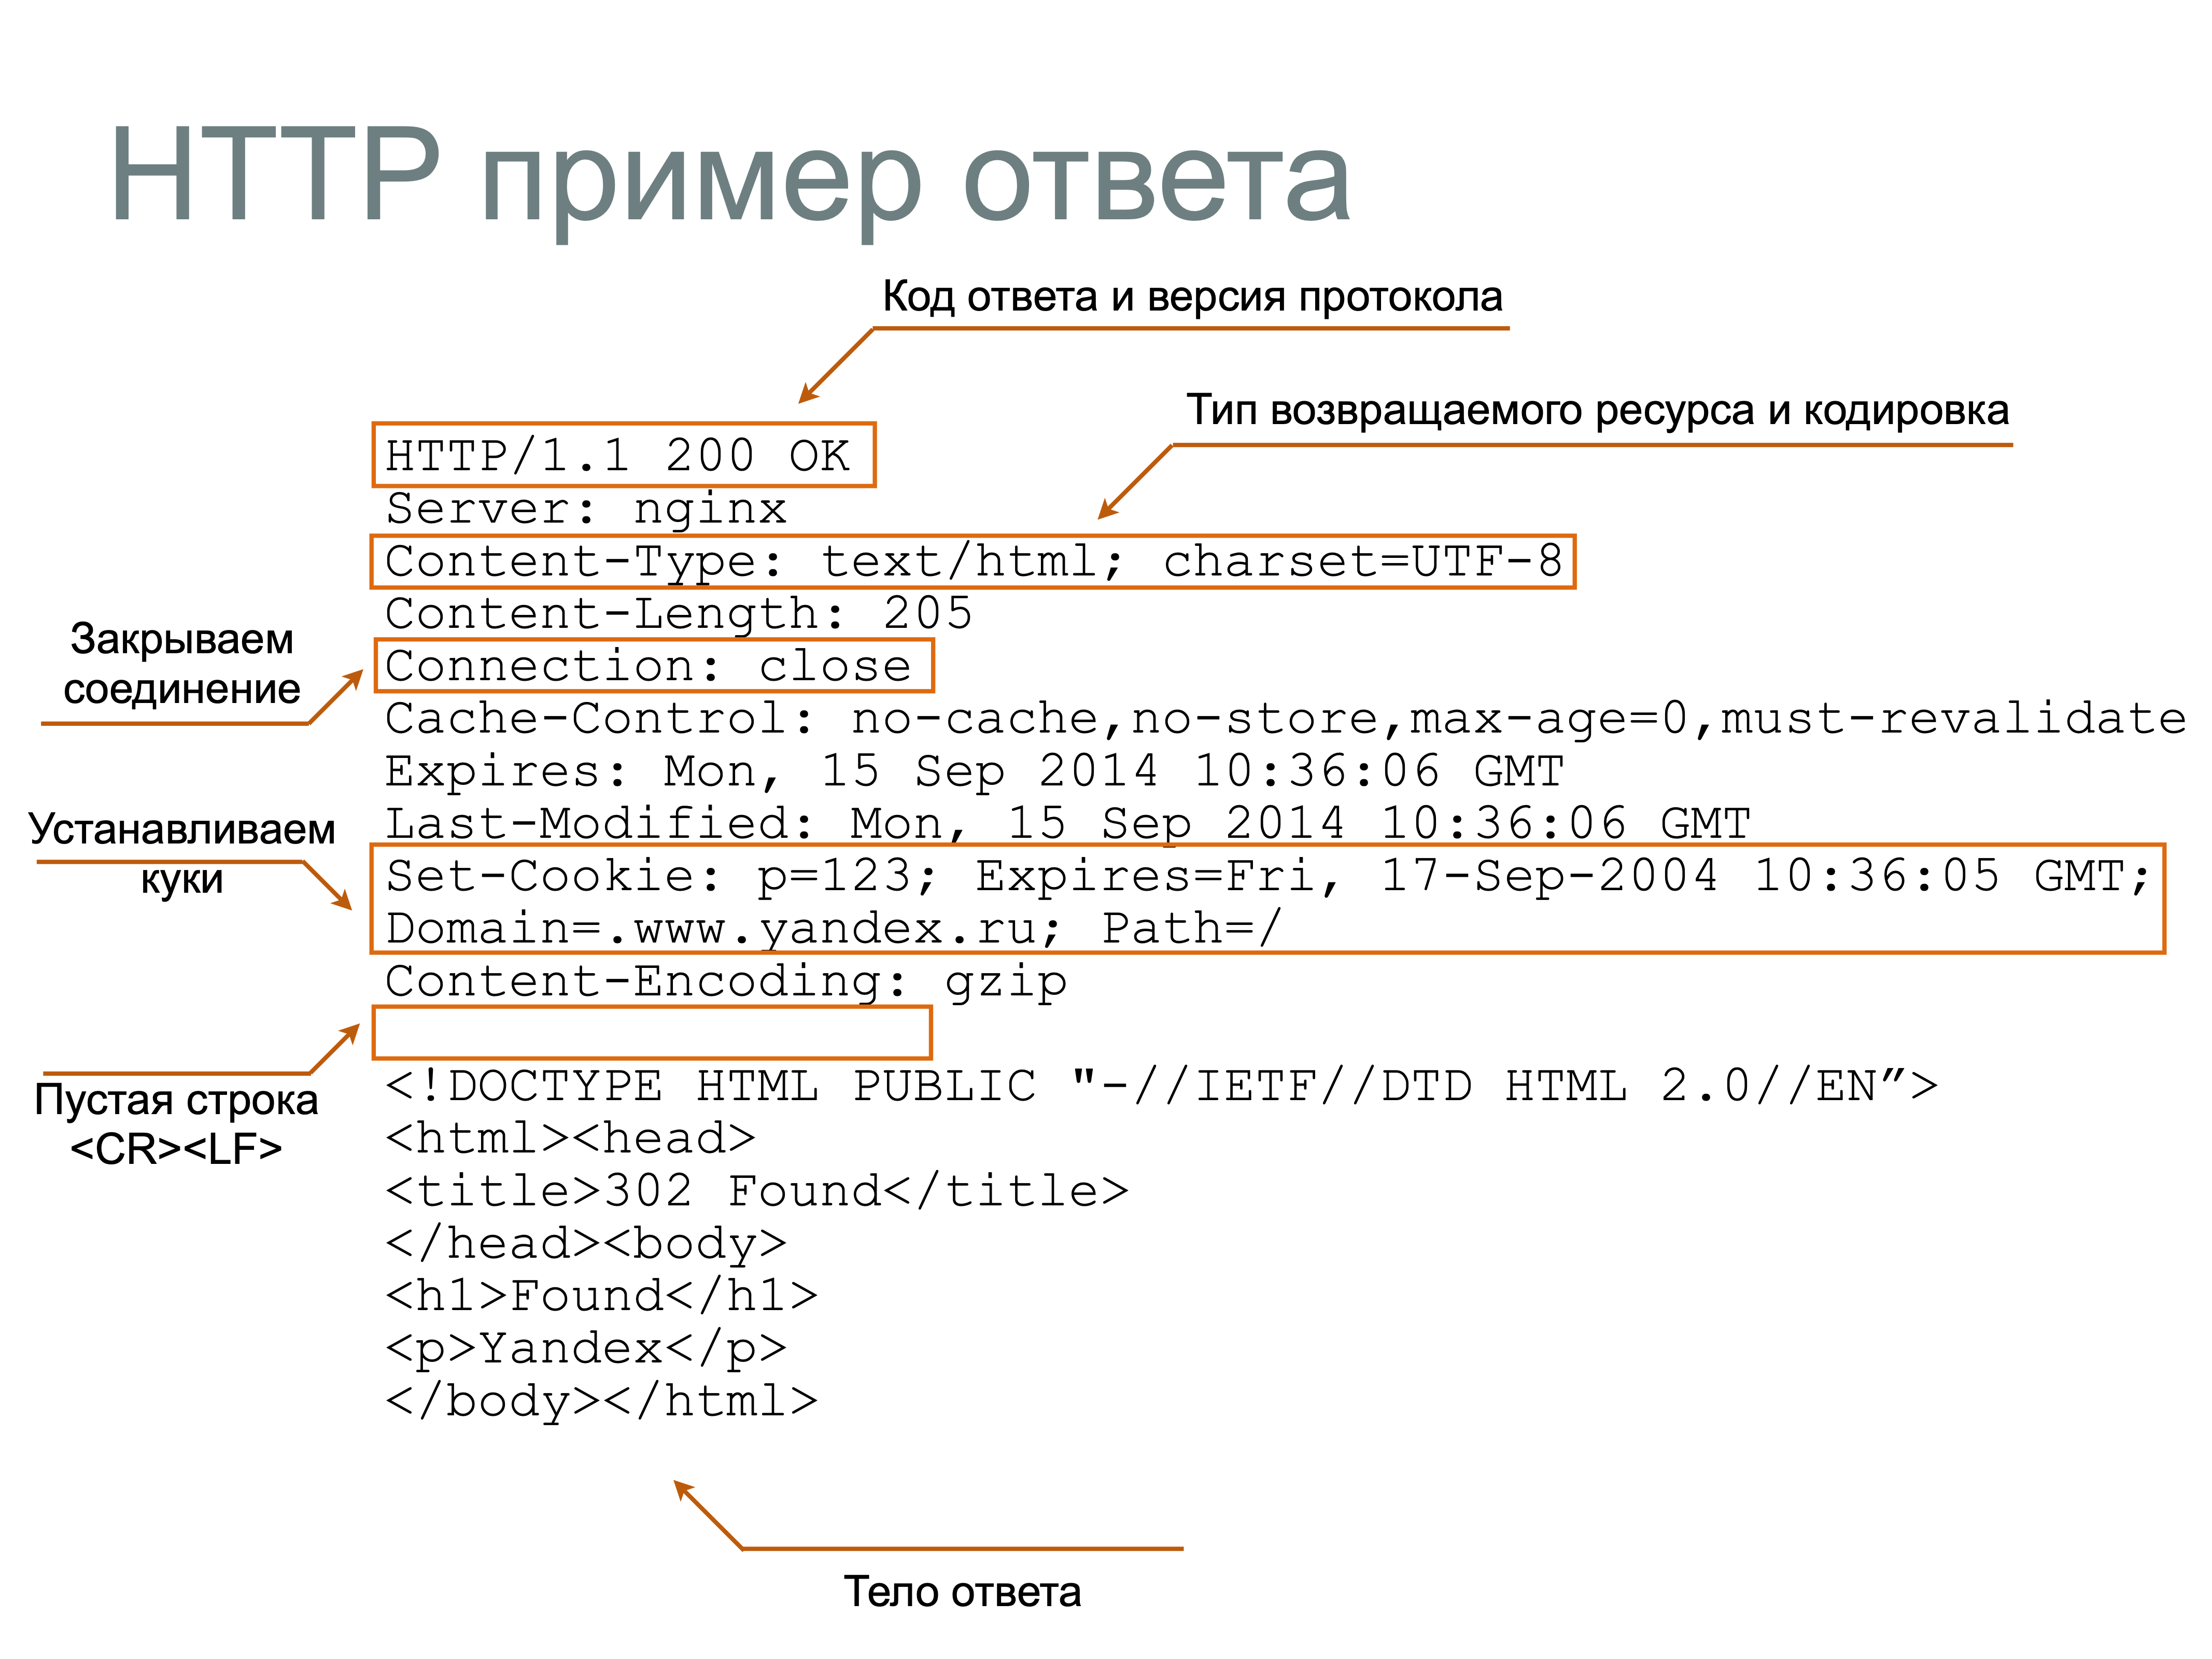 HTTP пример ответа
Код ответа и версия протокола
Тип возвращаемого ресурса и кодировка
HTTP/1.1 200 OK
Server: nginx
Content-Type: text/html; charset=UTF-8
Content-Length: 205
Закрываем
соединение
Connection: close
Cache-Control: no-cache,no-store,max-age=0,must-revalidate
Expires: Mon, 15 Sep 2014 10:36:06 GMT
Last-Modified: Mon, 15 Sep 2014 10:36:06 GMT
Устанавливаем
куки
Set-Cookie: p=123; Expires=Fri, 17-Sep-2004 10:36:05 GMT;
Domain=.www.yandex.ru; Path=/
Content-Encoding: gzip
Пустая строка
<CR><LF>
<!DOCTYPE HTML PUBLIC "-//IETF//DTD HTML 2.0//EN”>
<html><head>
<title>302 Found</title>
</head><body>
<h1>Found</h1>
<p>Yandex</p>
</body></html>
Тело ответа